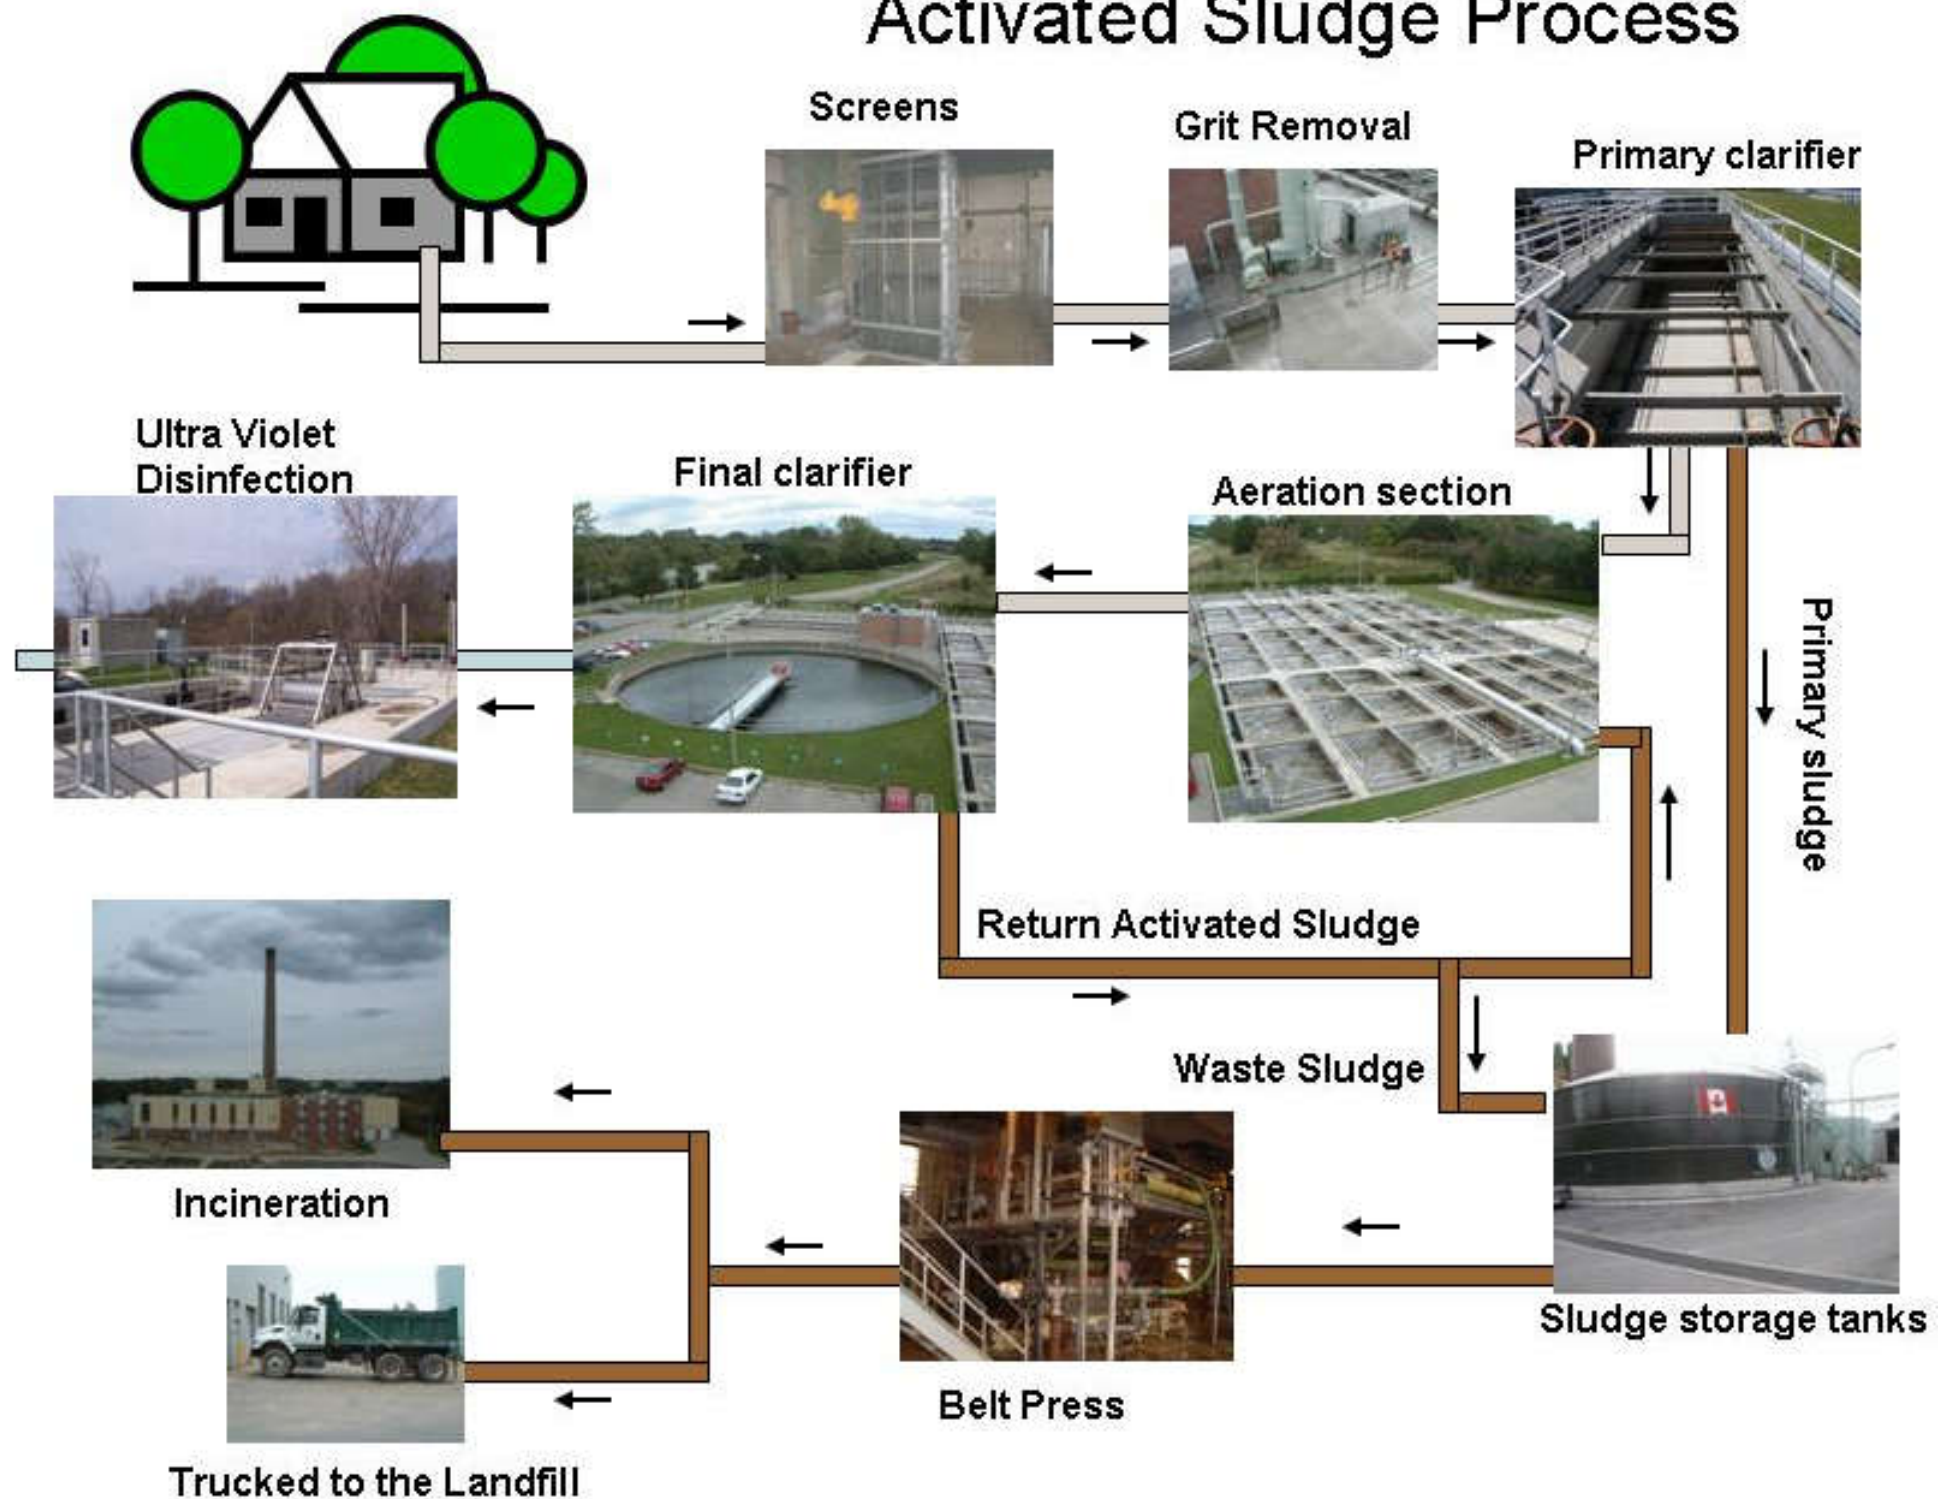 Activated Sludge Process
Screens
Grit Removal
Primary clarifier
Ultra Violet
Disinfection
Final clarifier
Aeration section
Primary sludge
Return Activated Sludge
Waste Sludge
Incineration
Sludge storage tanks
Belt Press
Trucked to the Landfill